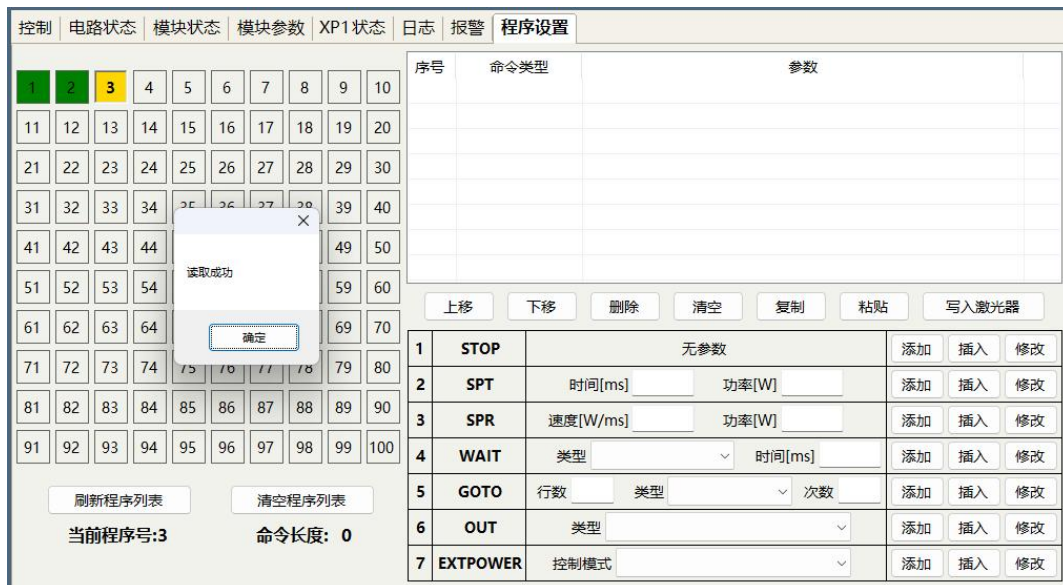 控制 电路状态 模块状态 模块参数 XP1状态 日志 报警 程序设置
序号 命令类型 参数
1 2 3 4 5 6 7 8 9 10
11 12 13 14 15 16 17 18 19 20
21 22 23 24 25 26 27 28 29 30
31 32 33 34 39 40
41 42 43 44 49 50
51 52 53 54 59 60
61 62 63 64 69 70
71 72 73 74 75 76 77 78 79 80
81 82 83 84 85 86 87 88 89 90
91 92 93 94 95 96 97 98 99 100
读取成功
确定
刷新程序列表 清空程序列表
当前程序号:3 命令长度: 0
上移 下移 删除 清空 复制 粘贴 写入激光器
1 STOP 无参数 添加 插入 修改
2 SPT 时间[ms] 功率[W] 添加 插入 修改
3 SPR 速度[W/ms] 功率[W] 添加 插入 修改
4 WAIT 类型 时间[ms] 添加 插入 修改
5 GOTO 行数 类型 次数 添加 插入 修改
6 OUT 类型 添加 插入 修改
7 EXTPOWER 控制模式 添加 插入 修改